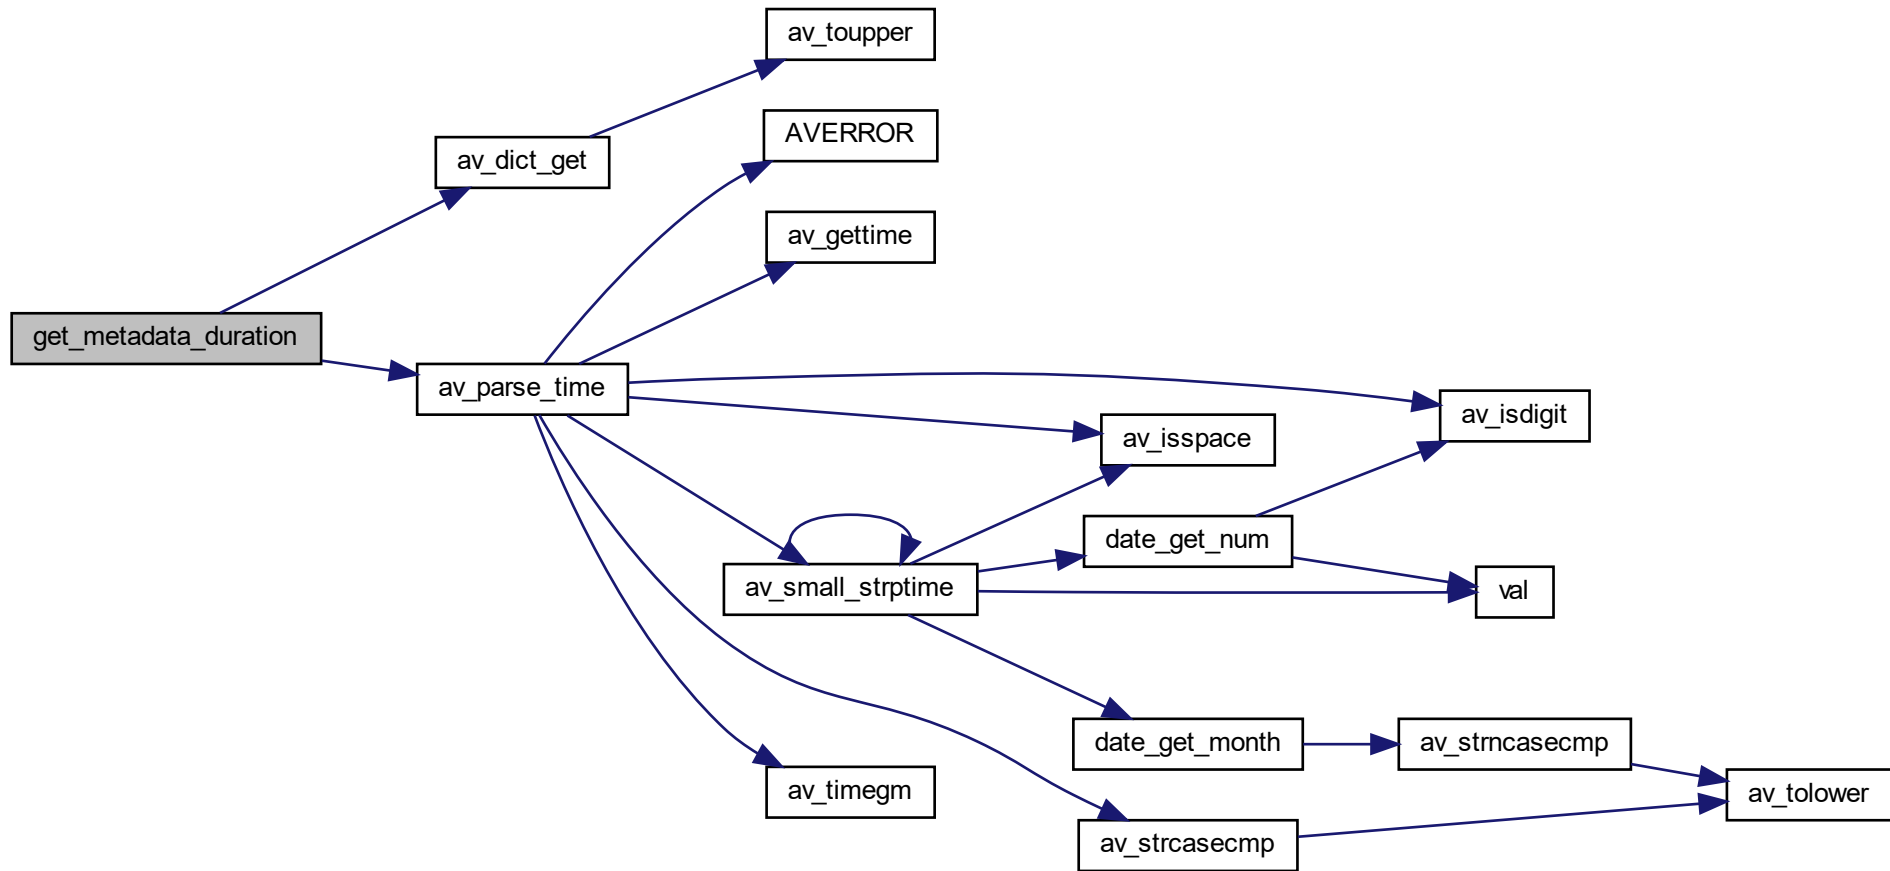 av_toupper
AVERROR
av_dict_get
av_gettime
get_metadata_duration
av_parse_time
av_isdigit
av_isspace
date_get_num
av_small_strptime
val
date_get_month
av_strncasecmp
av_timegm
av_tolower
av_strcasecmp